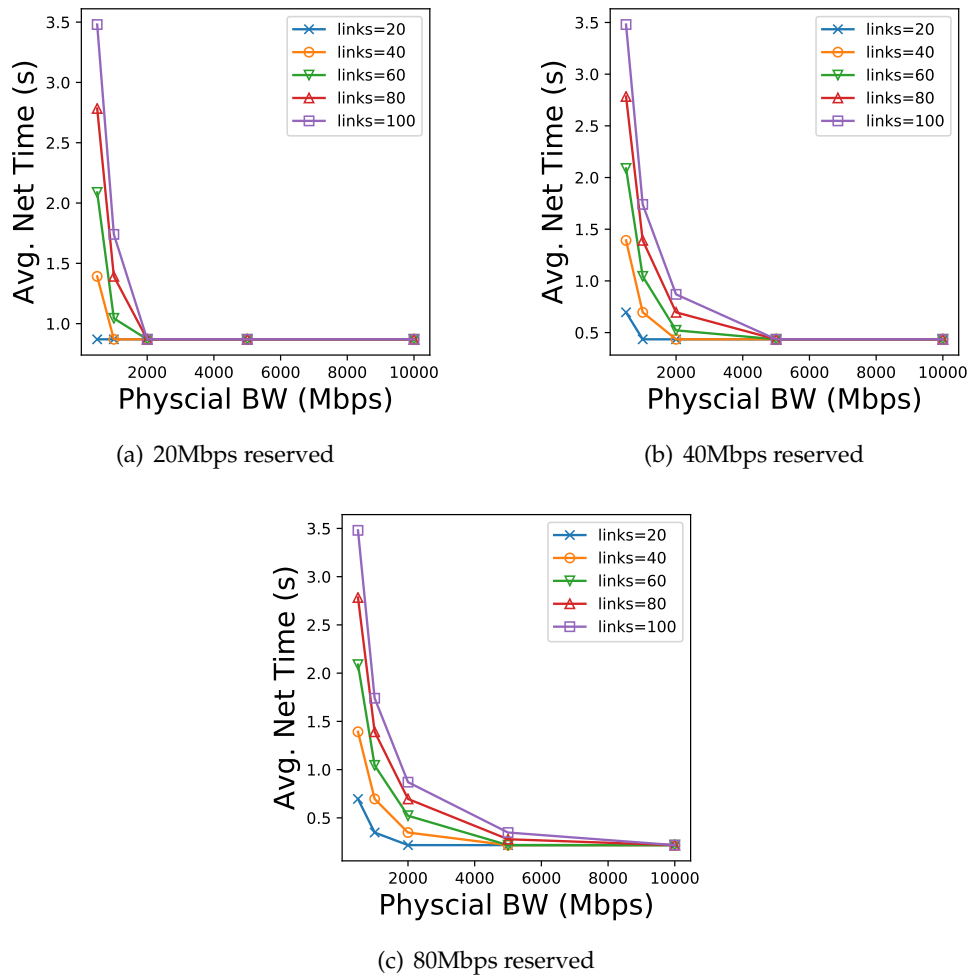 3.5
3.0
2.5
2.0
1.5
1.0
Avg. Net Time (s)
links=20
links=40
links=60
links=80
links=100
2000 4000 6000 8000 10000
Physcial BW (Mbps)
(a) 20Mbps reserved
3.5
3.0
2.5
2.0
1.5
1.0
0.5
Avg. Net Time (s)
links=20
links=40
links=60
links=80
links=100
2000 4000 6000 8000 10000
Physcial BW (Mbps)
(b) 40Mbps reserved
3.5
3.0
2.5
2.0
1.5
1.0
0.5
Avg. Net Time (s)
links=20
links=40
links=60
links=80
links=100
2000 4000 6000 8000 10000
Physcial BW (Mbps)
(c) 80Mbps reserved